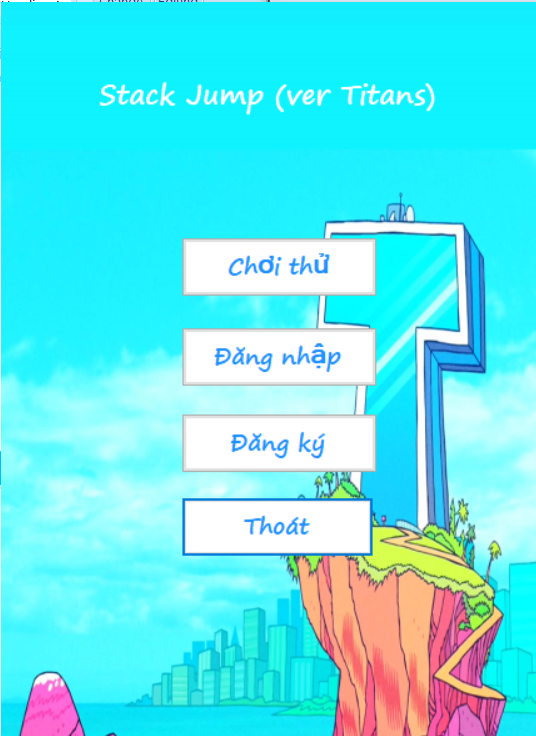 Stack Jump (ver Titans)
Chơi thử
Đăng nhập
Đăng ký
Thoát